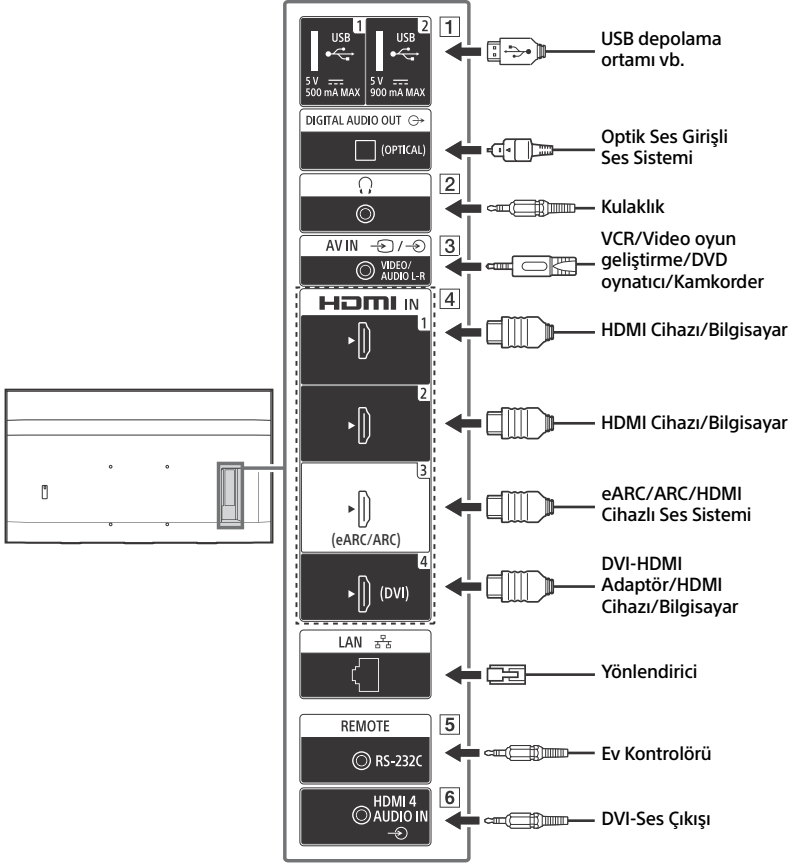 1
USB
5 V
500 mA MAX
2
USB
5 V
900 mA MAX
1
USB depolama
ortamı vb.
DIGITAL AUDIO OUT
(OPTICAL)
Optik Ses Girişli
Ses Sistemi
2
Kulaklık
AV IN /
VIDEO/
AUDIO L-R
3
VCR/Video oyun
geliştirme/DVD
oynatıcı/Kamkorder
HDMI IN
4
1
HDMI Cihazı/Bilgisayar
2
HDMI Cihazı/Bilgisayar
3
(eARC/ARC)
eARC/ARC/HDMI
Cihazlı Ses Sistemi
4
(DVI)
DVI-HDMI
Adaptör/HDMI
Cihazı/Bilgisayar
LAN
Yönlendirici
REMOTE
5
RS-232C
Ev Kontrolörü
HDMI 4
AUDIO IN
6
DVI-Ses Çıkışı